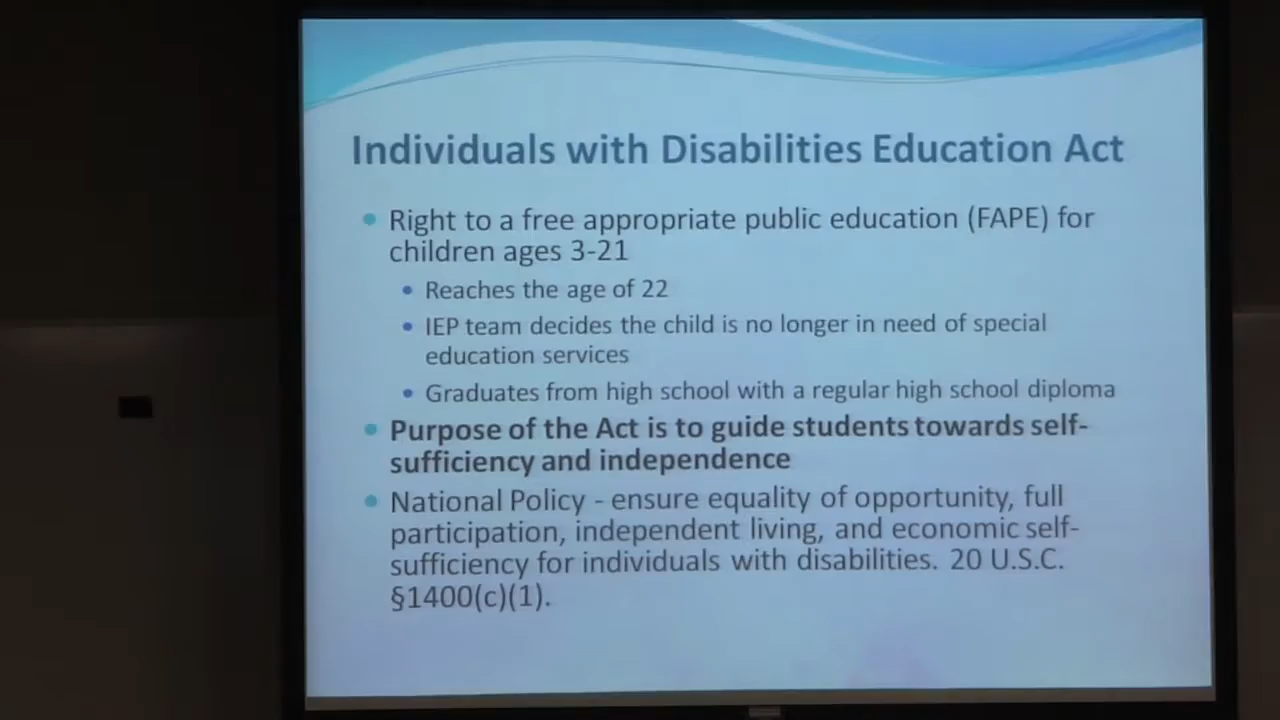 Individuals with Disabilities Education Act
• Right to a free appropriate public education (FAPE) for
children ages 3-21
• Reaches the age of 22
• IEP team decides the child is no longer in need of special
education services
• Graduates from high school with a regular high school diploma
• Purpose of the Act is to guide students towards self-
sufficiency and independence
• National Policy - ensure equality of opportunity, full
participation, independent living, and economic self-
sufficiency for individuals with disabilities. 20 U.S.C.
§1400(c)(1).